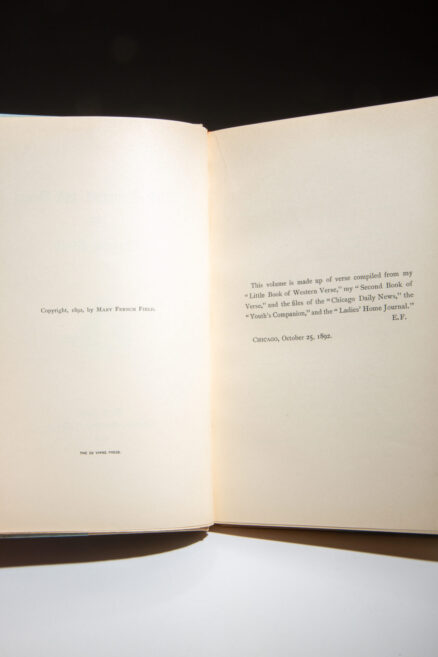 Copyright, 1892, by MARY FRENCH FIELD.
THE DE VINNE PRESS.
This volume is made up of verse compiled from my
"Little Book of Western Verse," my "Second Book of
Verse," and the files of the "Chicago Daily News," the
"Youth's Companion," and the "Ladies' Home Journal."
E. F.
CHICAGO, October 25, 1892.